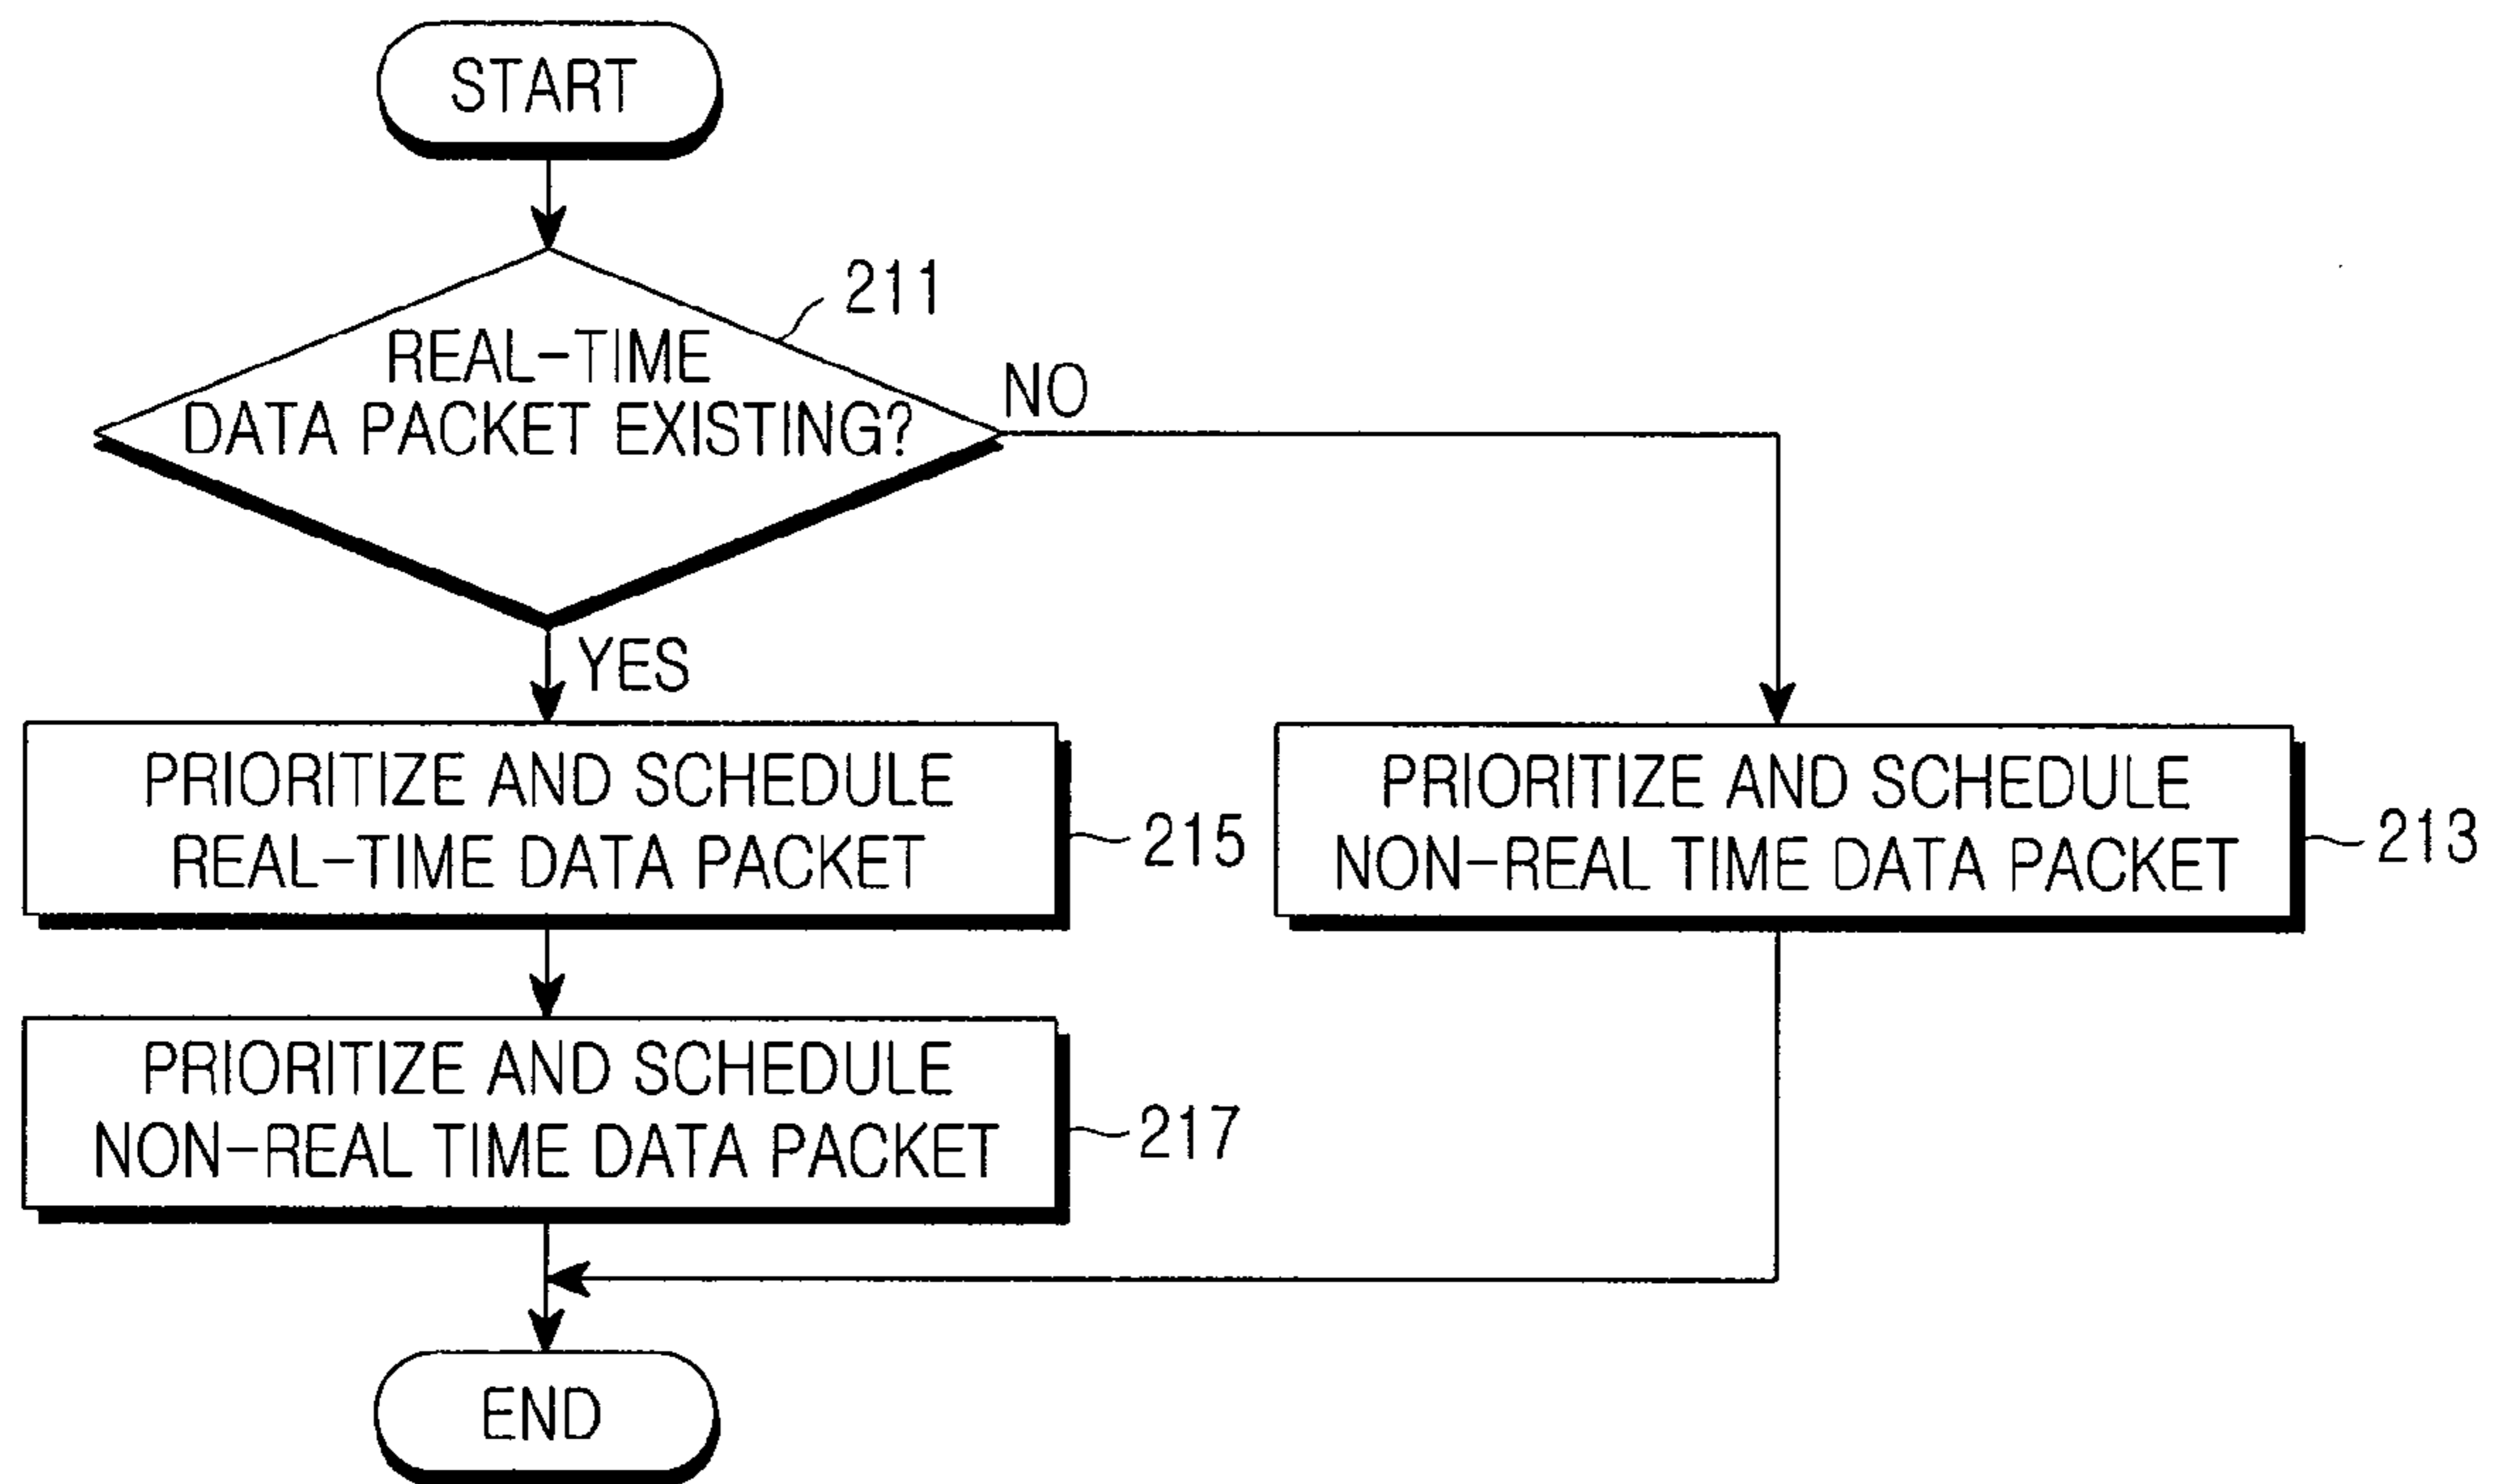 START
211
REAL-TIME
DATA PACKET EXISTING?
NO
YES
PRIORITIZE AND SCHEDULE
REAL-TIME DATA PACKET
215
PRIORITIZE AND SCHEDULE
NON-REAL TIME DATA PACKET
213
PRIORITIZE AND SCHEDULE
NON-REAL TIME DATA PACKET
217
END